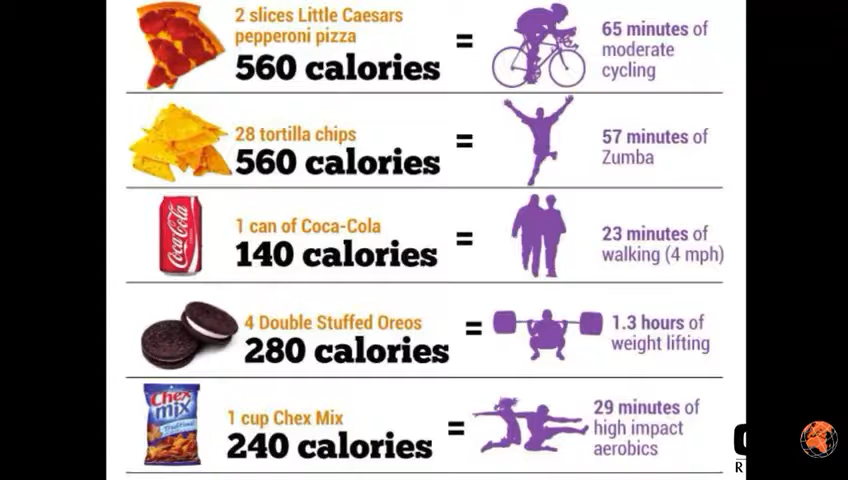 2 slices Little Caesars
pepperoni pizza
560 calories
=
65 minutes of
moderate
cycling
28 tortilla chips
560 calories
=
57 minutes of
Zumba
Coca-Cola
1 can of Coca-Cola
140 calories
=
23 minutes of
walking (4 mph)
4 Double Stuffed Oreos
280 calories
=
1.3 hours of
weight lifting
Chex
mix
Traditional
1 cup Chex Mix
240 calories
=
29 minutes of
high impact
aerobics